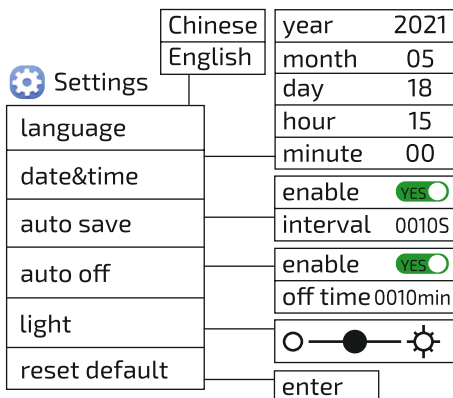 Chinese
English
year 2021
month 05
day 18
hour 15
minute 00
Settings
language
date&time
auto save
auto off
light
reset default
enable YES
interval 0010S
enable YES
off time 0010min
enter